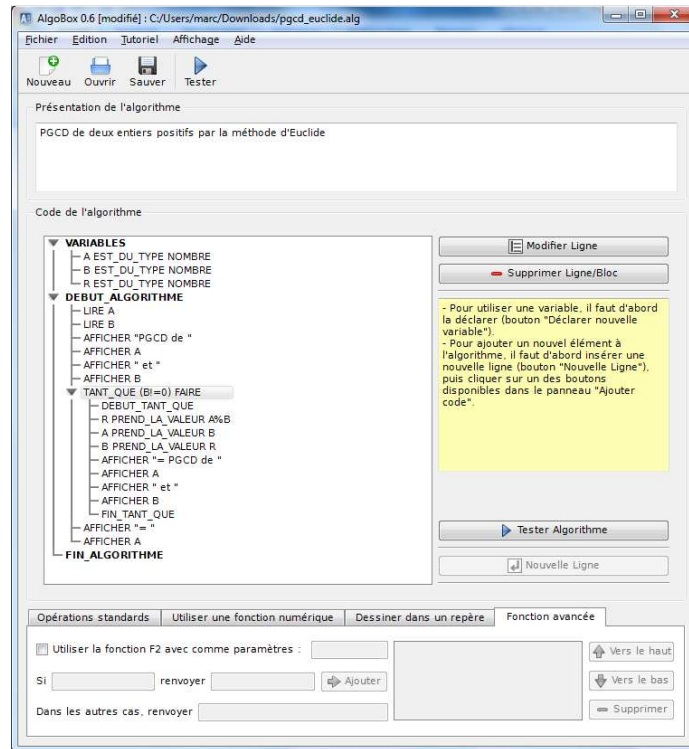 AlgoBox 0.6 [modifié] : C:/Users/marc/Downloads/pgcd_euclide.alg
Fichier Edition Tutoriel Affichage Aide
Nouveau Ouvrir Sauver Tester
Présentation de l'algorithme
PGCD de deux entiers positifs par la méthode d'Euclide
Code de l'algorithme
VARIABLES
A EST_DU_TYPE NOMBRE
B EST_DU_TYPE NOMBRE
R EST_DU_TYPE NOMBRE
DEBUT_ALGORITHME
LIRE A
LIRE B
AFFICHER "PGCD de "
AFFICHER A
AFFICHER " et "
AFFICHER B
TANT_QUE (B!=0) FAIRE
DEBUT_TANT_QUE
R PREND_LA_VALEUR A%B
A PREND_LA_VALEUR B
B PREND_LA_VALEUR R
AFFICHER "= PGCD de "
AFFICHER A
AFFICHER " et "
AFFICHER B
FIN_TANT_QUE
AFFICHER "= "
AFFICHER A
FIN_ALGORITHME
Modifier Ligne
Supprimer Ligne/Bloc
- Pour utiliser une variable, il faut d'abord
la déclarer (bouton "Déclarer nouvelle
variable").
- Pour ajouter un nouvel élément à
l'algorithme, il faut d'abord insérer une
nouvelle ligne (bouton "Nouvelle Ligne"),
puis cliquer sur un des boutons
disponibles dans le panneau "Ajouter
code".
Tester Algorithme
Nouvelle Ligne
Opérations standards Utiliser une fonction numérique Dessiner dans un repère Fonction avancée
Utiliser la fonction F2 avec comme paramètres :
Si renvoyer Ajouter
Dans les autres cas, renvoyer
Vers le haut
Vers le bas
Supprimer